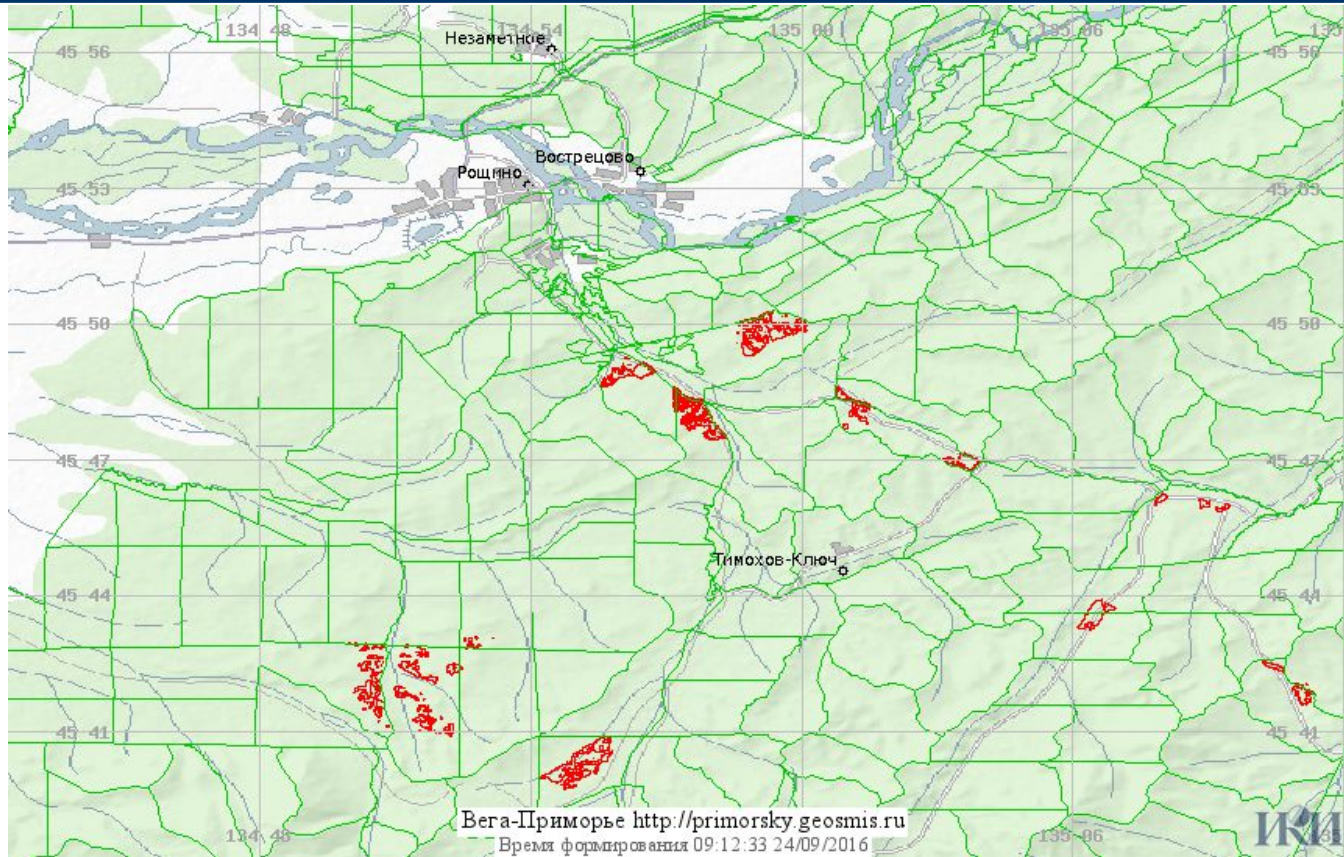 134 48
134 54
135 00
135 06
135
Незаметное
45 56
45 56
Вострецово
Рощино
45 53
45 53
45 50
45 50
45 47
45 47
Тимохов-Ключ
45 44
45 44
45 41
45 41
Вега-Приморье http://primorsky.geosmis.ru
134 48
135 06
Время формирования 09:12:33 24/09/2016
ИКИ